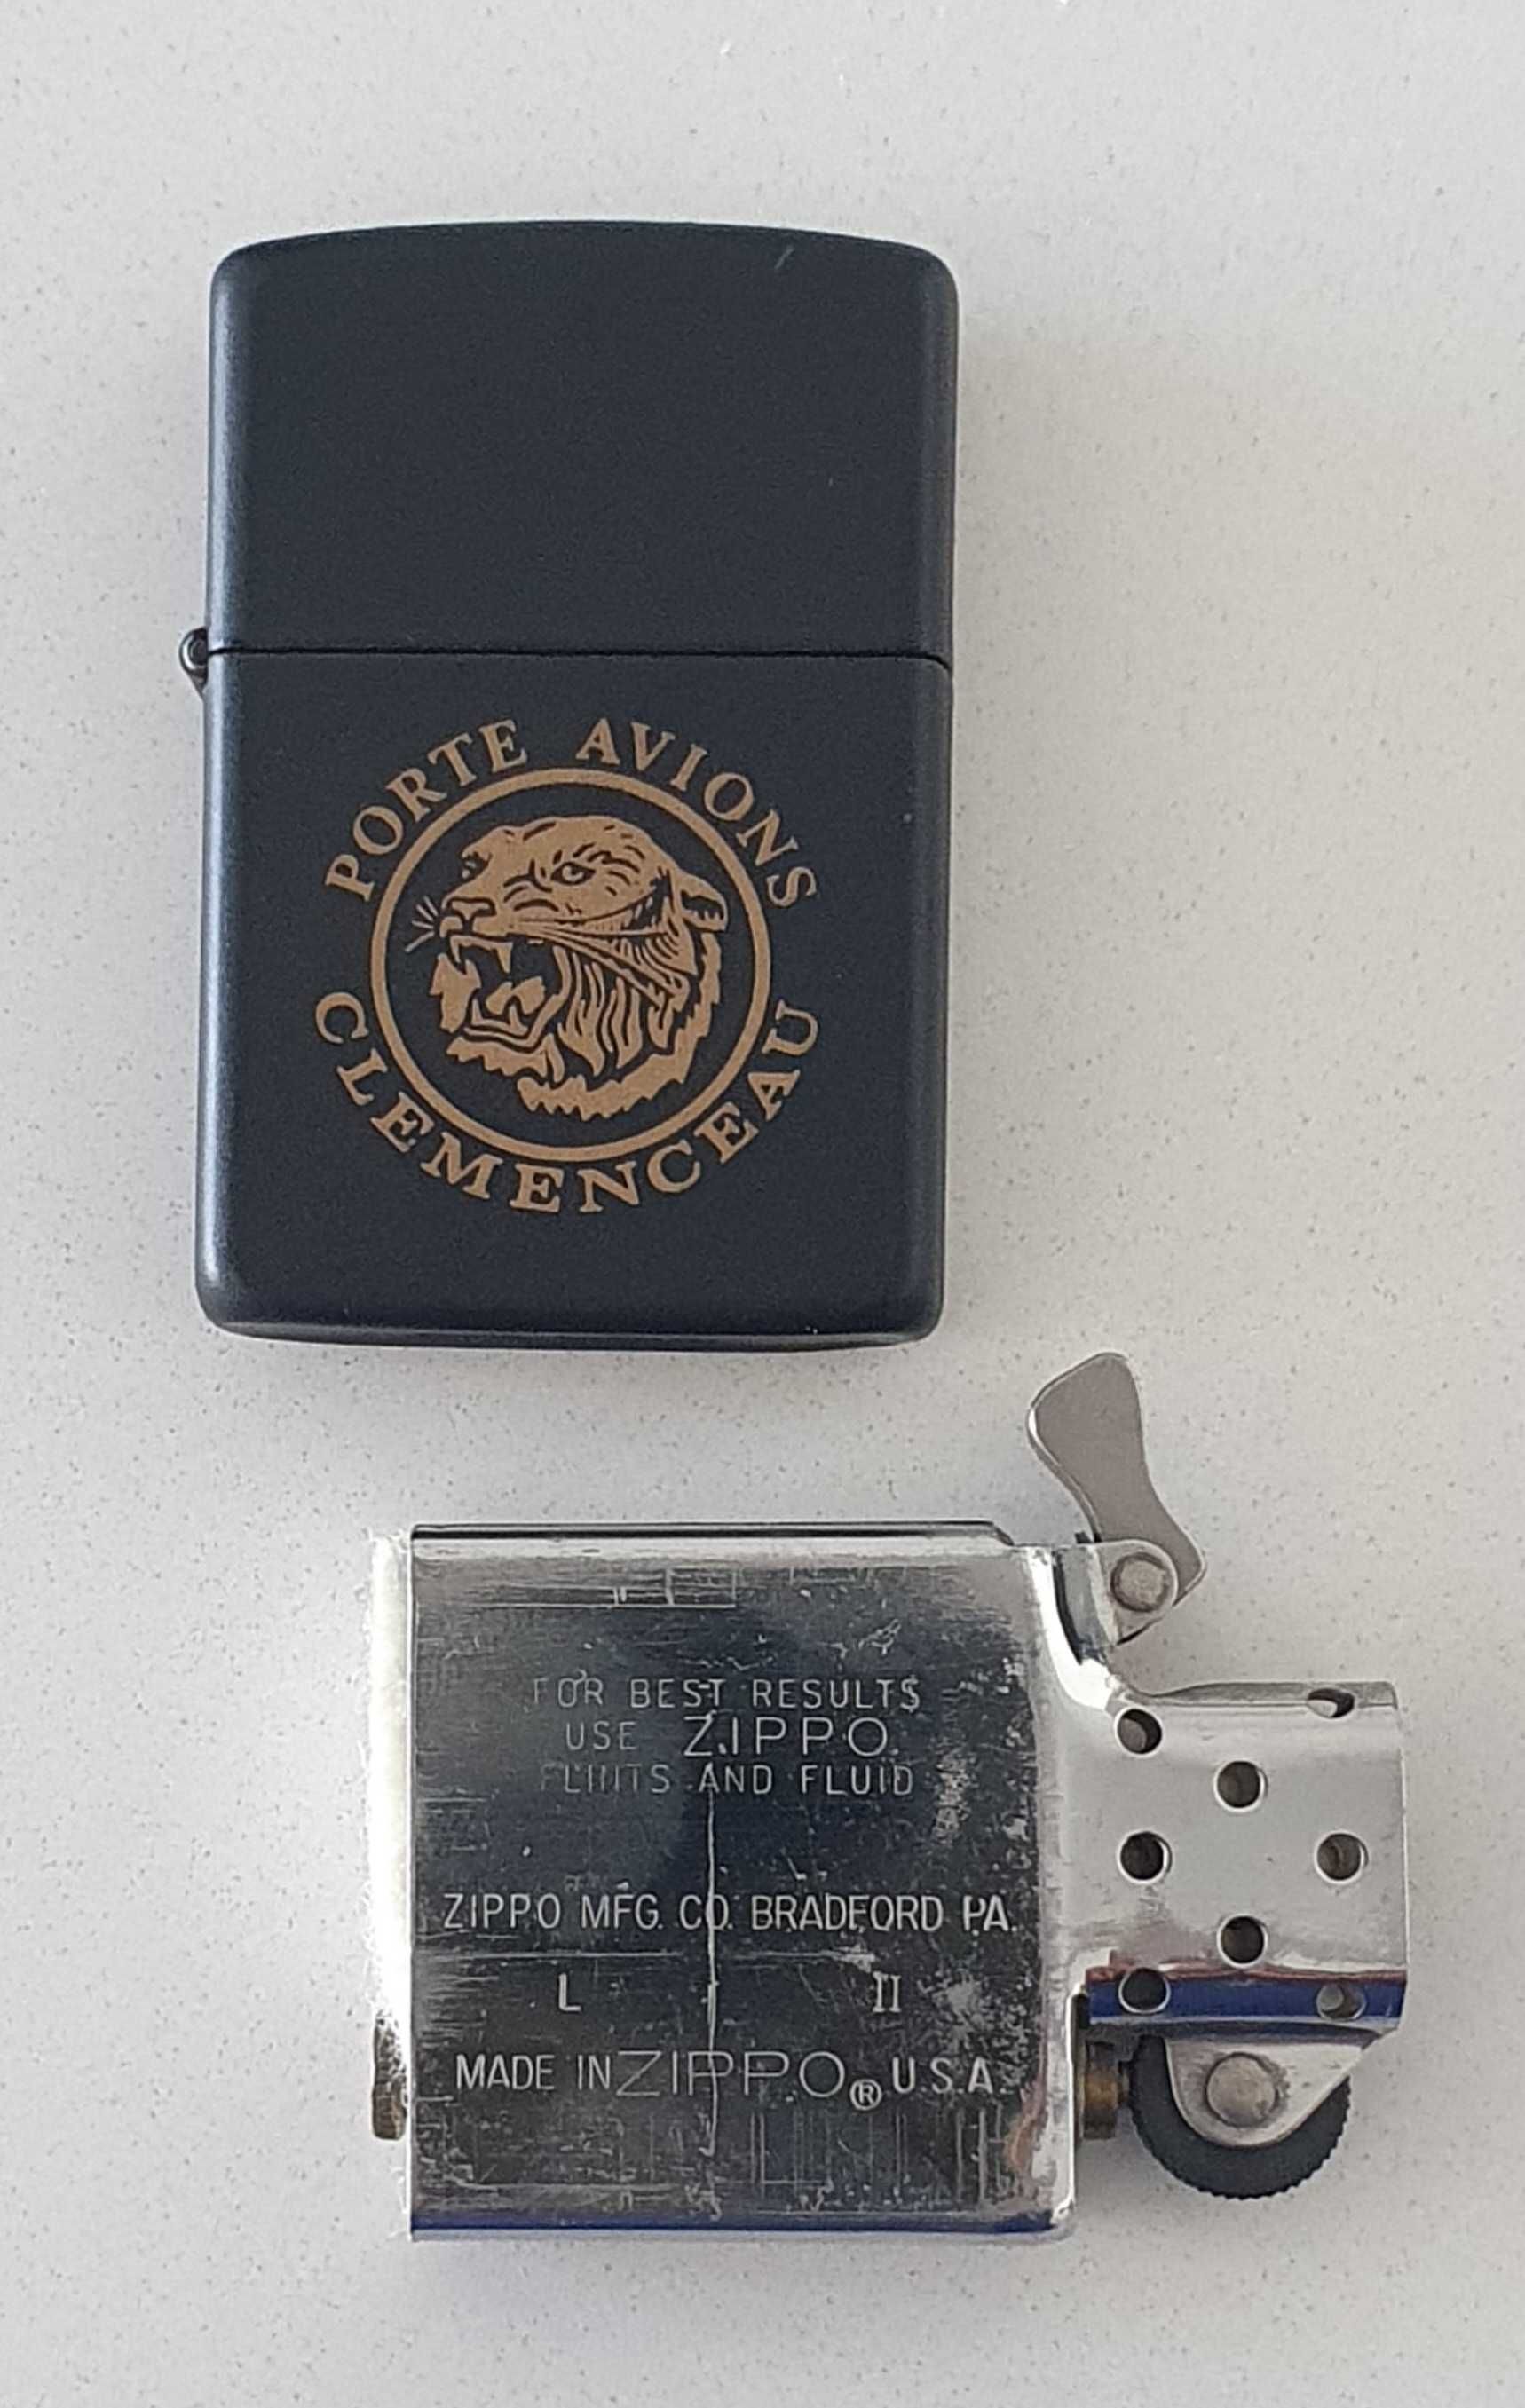 PORTE AVIONS
CLEMENCEAU
FOR BEST RESULTS
USE ZIPPO
FLINTS AND FLUID
ZIPPO MFG. CO. BRADFORD PA.
L II
MADE IN ZIPPO® U.S.A.